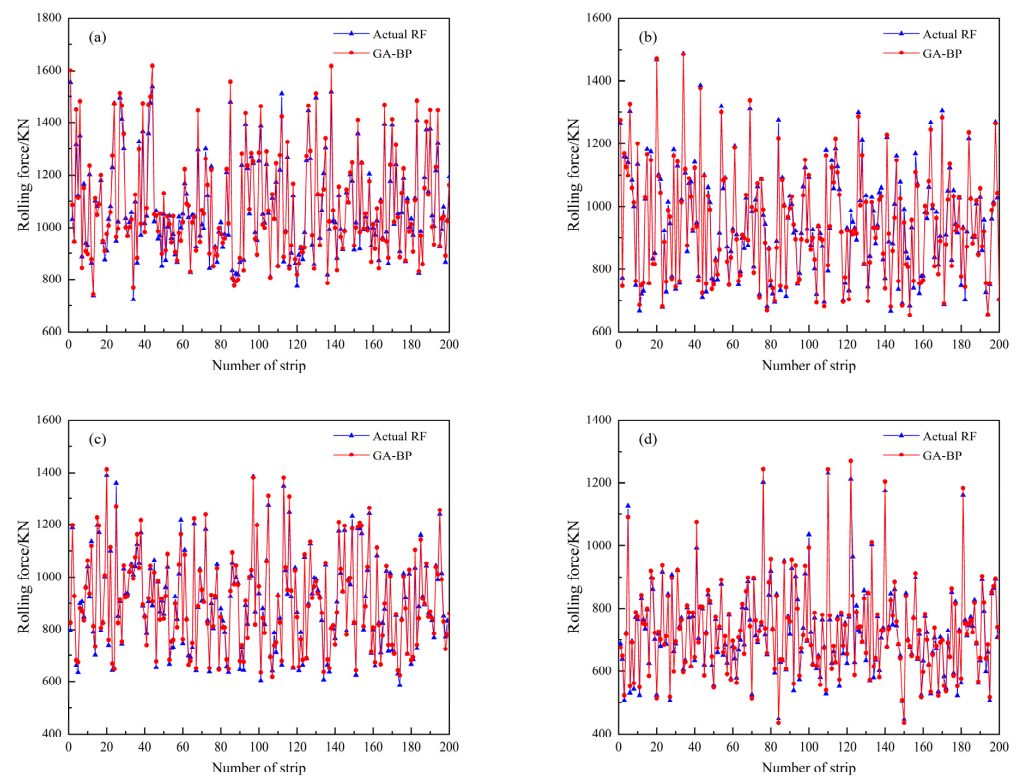 (a)
Actual RF
GA-BP
Rolling force/KN
1800
1600
1400
1200
1000
800
600
0 20 40 60 80 100 120 140 160 180 200
Number of strip
(b)
Actual RF
GA-BP
Rolling force/KN
1600
1400
1200
1000
800
600
0 20 40 60 80 100 120 140 160 180 200
Number of strip
(c)
Actual RF
GA-BP
Rolling force/KN
1600
1400
1200
1000
800
600
400
0 20 40 60 80 100 120 140 160 180 200
Number of strip
(d)
Actual RF
GA-BP
Rolling force/KN
1400
1200
1000
800
600
400
0 20 40 60 80 100 120 140 160 180 200
Number of strip